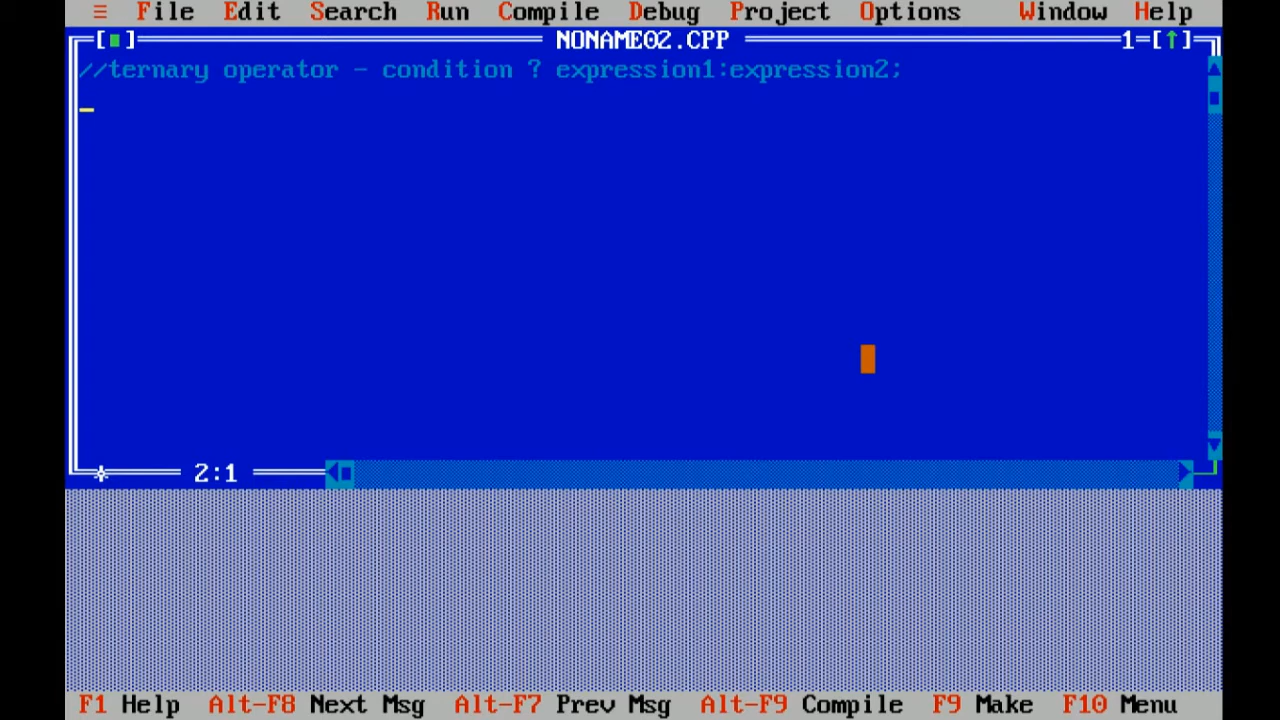 ≡ File Edit Search Run Compile Debug Project Options Window Help
[■] NONAME02.CPP 1=[↑]
//ternary operator - condition ? expression1:expression2;
2:1
F1 Help Alt-F8 Next Msg Alt-F7 Prev Msg Alt-F9 Compile F9 Make F10 Menu